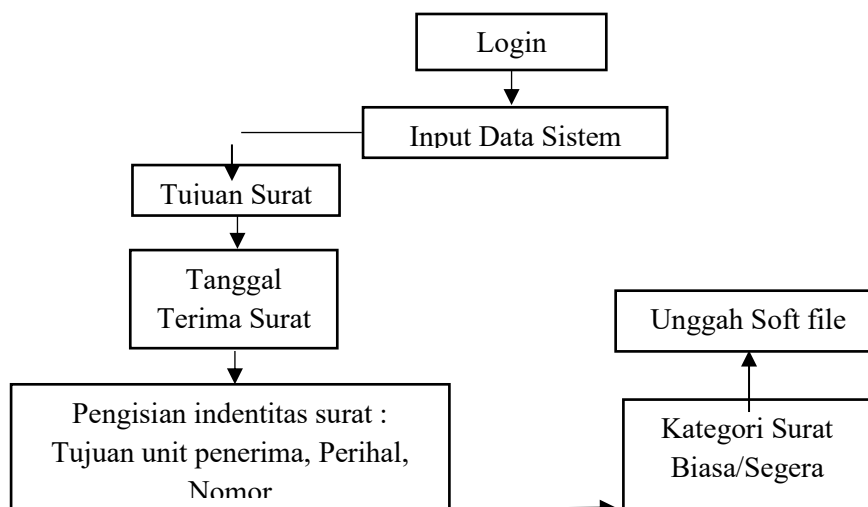 Login
Input Data Sistem
Tujuan Surat
Tanggal
Terima Surat
Pengisian indentitas surat :
Tujuan unit penerima, Perihal,
Nomor
Unggah Soft file
Kategori Surat
Biasa/Segera